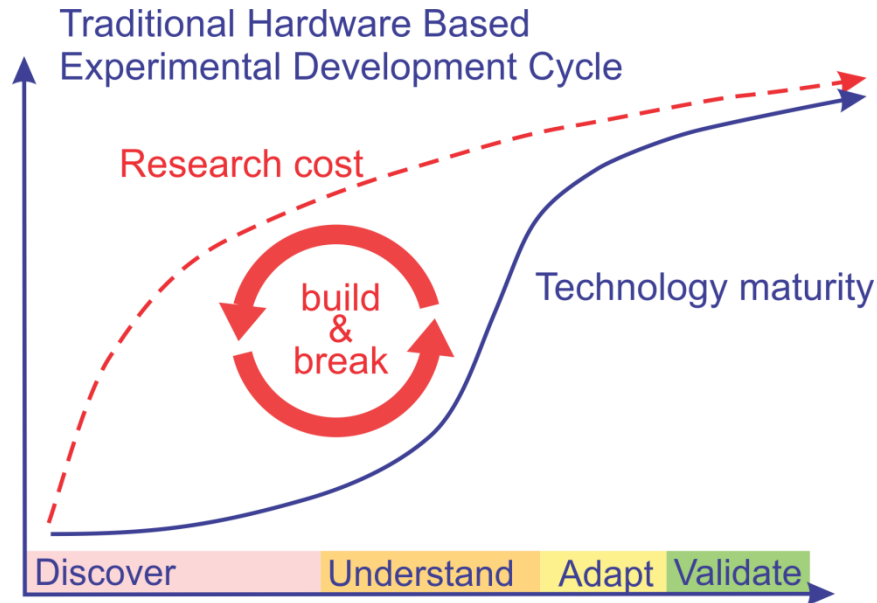 Traditional Hardware Based
Experimental Development Cycle
Research cost
build
&
break
Technology maturity
Discover
Understand
Adapt
Validate